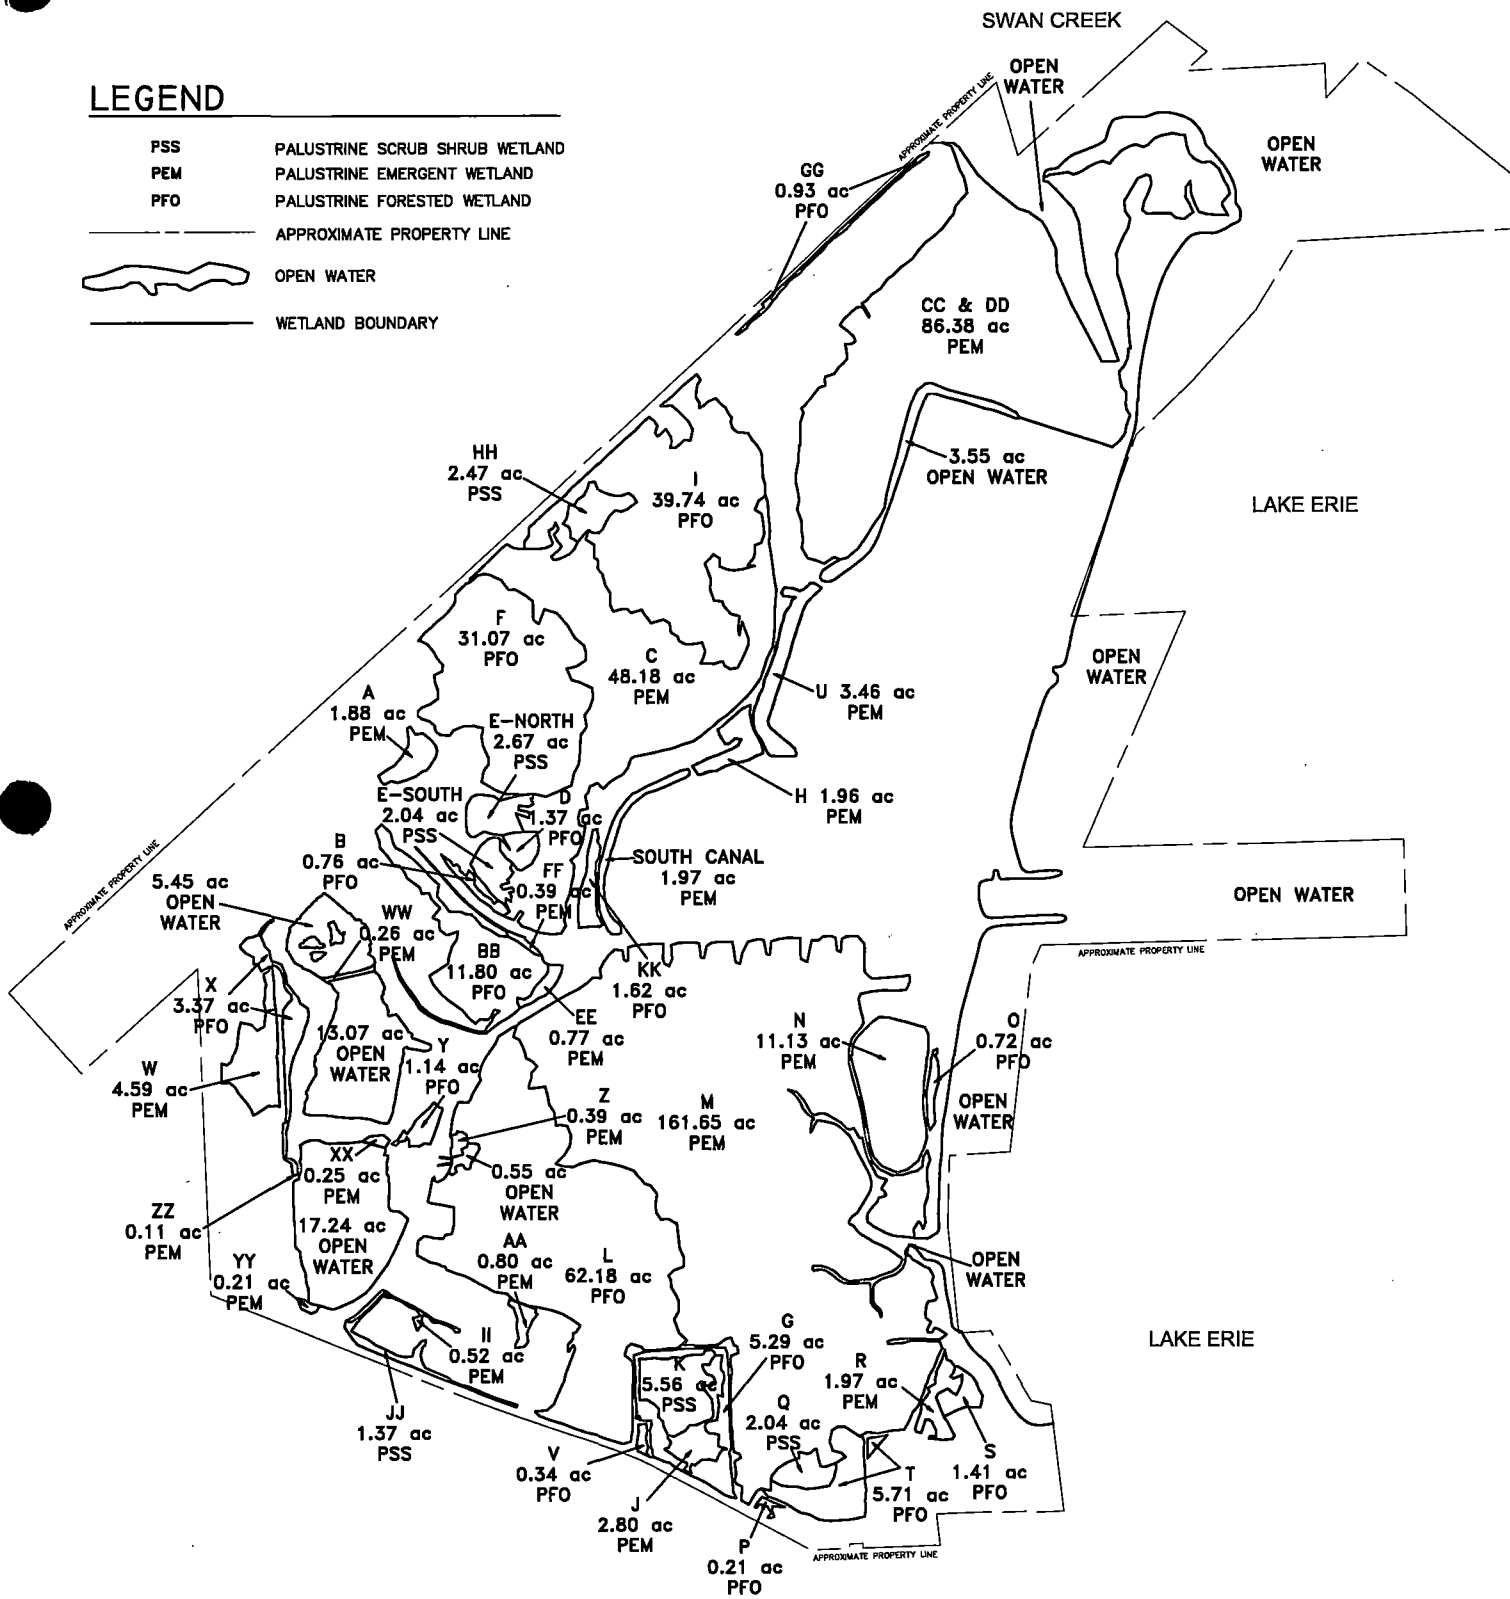 SWAN CREEK
OPEN
WATER
LEGEND
PSS PALUSTRINE SCRUB SHRUB WETLAND
PEM PALUSTRINE EMERGENT WETLAND
PFO PALUSTRINE FORESTED WETLAND
APPROXIMATE PROPERTY LINE
OPEN WATER
WETLAND BOUNDARY
APPROXIMATE PROPERTY LINE
OPEN
WATER
GG
0.93 ac
PFO
CC & DD
86.38 ac
PEM
HH
2.47 ac
PSS
I
39.74 ac
PFO
3.55 ac
OPEN WATER
LAKE ERIE
F
31.07 ac
PFO
C
48.18 ac
PEM
OPEN
WATER
A
1.88 ac
PEM
U 3.46 ac
PEM
E-NORTH
2.67 ac
PSS
E-SOUTH
2.04 ac
PSS
D
1.37 ac
PFO
H 1.96 ac
PEM
B
0.76 ac
PFO
FF
0.39 ac
PEM
SOUTH CANAL
1.97 ac
PEM
APPROXIMATE PROPERTY LINE
5.45 ac
OPEN
WATER
OPEN WATER
WW
0.26 ac
PEM
BB
11.80 ac
PFO
APPROXIMATE PROPERTY LINE
KK
1.62 ac
PFO
X
3.37 ac
PFO
EE
0.77 ac
PEM
13.07 ac
OPEN
WATER
N
11.13 ac
PEM
O
0.72 ac
PFO
Y
1.14 ac
PFO
W
4.59 ac
PEM
Z
0.39 ac
PEM
M
161.65 ac
PEM
OPEN
WATER
XX
0.25 ac
PEM
0.55 ac
OPEN
WATER
ZZ
0.11 ac
PEM
17.24 ac
OPEN
WATER
AA
0.80 ac
PEM
L
62.18 ac
PFO
OPEN
WATER
YY
0.21 ac
PEM
II
0.52 ac
PEM
G
5.29 ac
PFO
LAKE ERIE
K
5.56 ac
PSS
R
1.97 ac
PEM
JJ
1.37 ac
PSS
Q
2.04 ac
PSS
V
0.34 ac
PFO
S
1.41 ac
PFO
T
5.71 ac
PFO
J
2.80 ac
PEM
P
0.21 ac
PFO
APPROXIMATE PROPERTY LINE